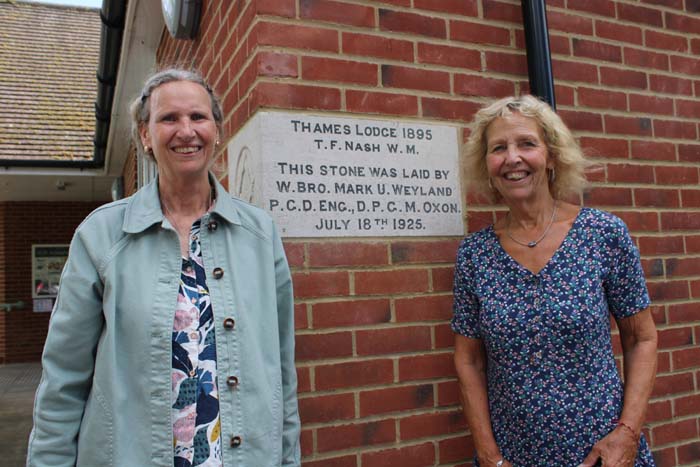 THAMES LODGE 1895
T. F. NASH W. M.
THIS STONE WAS LAID BY
W. BRO. MARK U. WEYLAND
P. G. D. ENG., D. P. G. M. OXON.
JULY 18TH 1925.